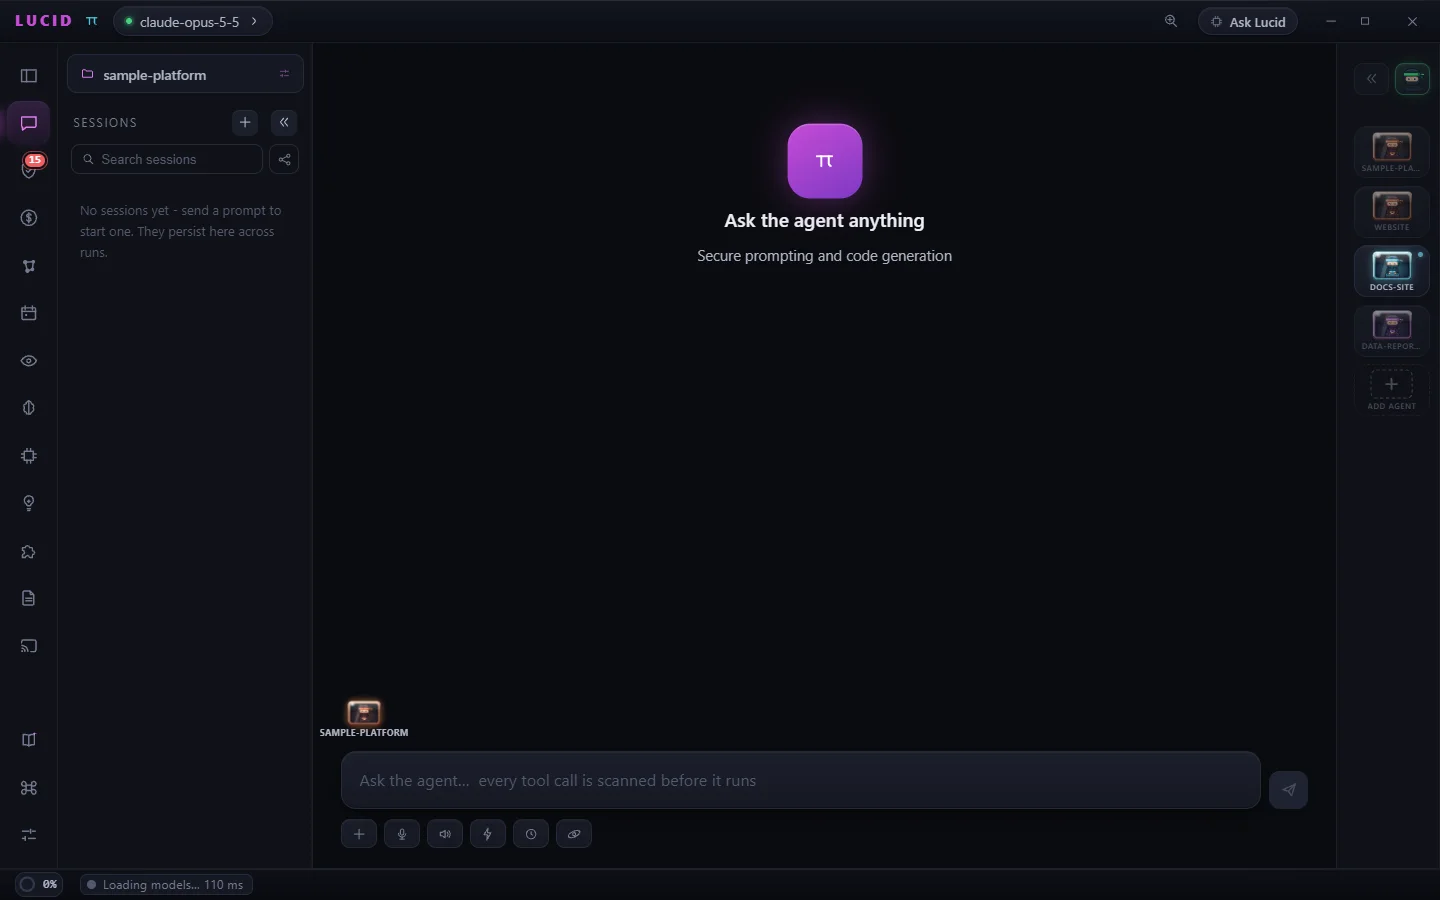 LUCID π claude-opus-5-5
Ask Lucid
sample-platform
SESSIONS
15
Search sessions
No sessions yet - send a prompt to
start one. They persist here across
runs.
π
Ask the agent anything
Secure prompting and code generation
SAMPLE-PLA...
WEBSITE
DOCS-SITE
DATA-REPOR...
ADD AGENT
SAMPLE-PLATFORM
Ask the agent... every tool call is scanned before it runs
0%
Loading models... 110 ms